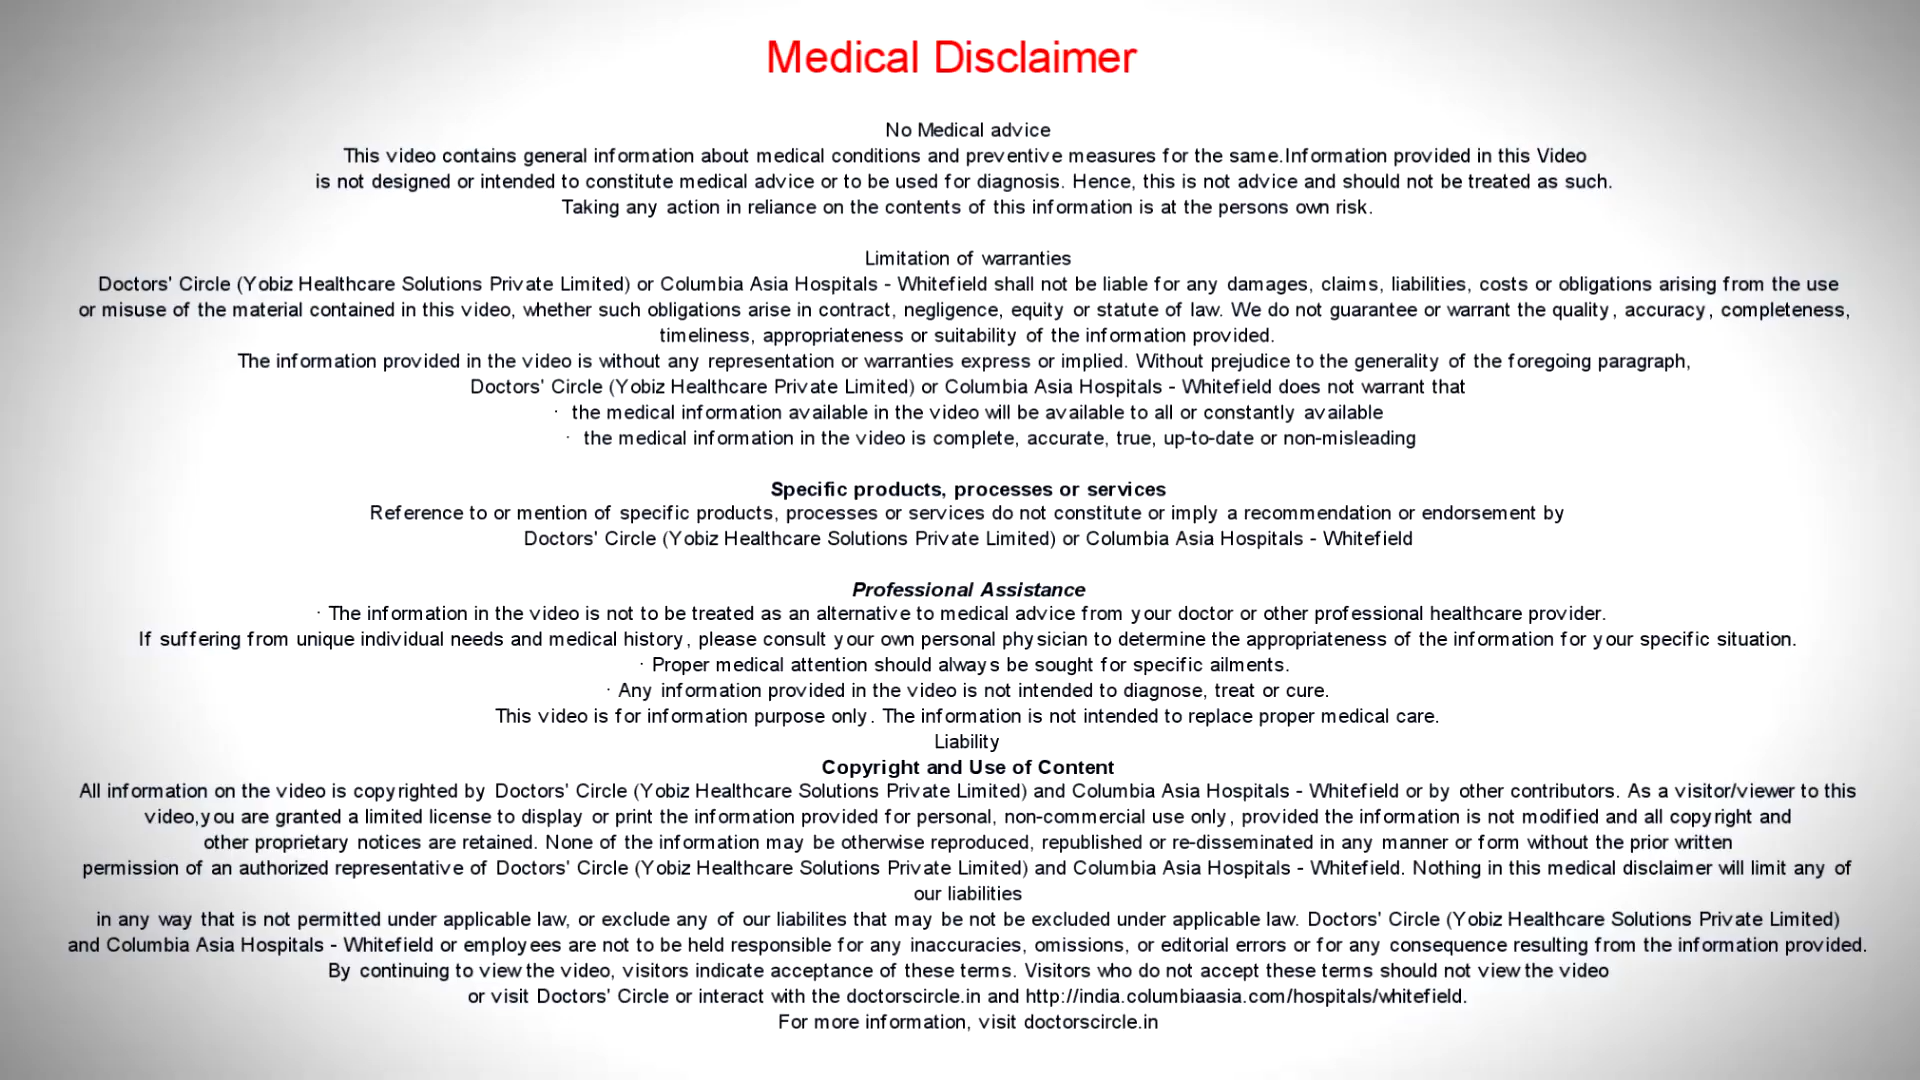 Medical Disclaimer
No Medical advice
This video contains general information about medical conditions and preventive measures for the same.Information provided in this Video
is not designed or intended to constitute medical advice or to be used for diagnosis. Hence, this is not advice and should not be treated as such.
Taking any action in reliance on the contents of this information is at the persons own risk.
Limitation of warranties
Doctors' Circle (Yobiz Healthcare Solutions Private Limited) or Columbia Asia Hospitals - Whitefield shall not be liable for any damages, claims, liabilities, costs or obligations arising from the use
or misuse of the material contained in this video, whether such obligations arise in contract, negligence, equity or statute of law. We do not guarantee or warrant the quality, accuracy, completeness,
timeliness, appropriateness or suitability of the information provided.
The information provided in the video is without any representation or warranties express or implied. Without prejudice to the generality of the foregoing paragraph,
Doctors' Circle (Yobiz Healthcare Private Limited) or Columbia Asia Hospitals - Whitefield does not warrant that
· the medical information available in the video will be available to all or constantly available
· the medical information in the video is complete, accurate, true, up-to-date or non-misleading
Specific products, processes or services
Reference to or mention of specific products, processes or services do not constitute or imply a recommendation or endorsement by
Doctors' Circle (Yobiz Healthcare Solutions Private Limited) or Columbia Asia Hospitals - Whitefield
Professional Assistance
· The information in the video is not to be treated as an alternative to medical advice from your doctor or other professional healthcare provider.
If suffering from unique individual needs and medical history, please consult your own personal physician to determine the appropriateness of the information for your specific situation.
· Proper medical attention should always be sought for specific ailments.
· Any information provided in the video is not intended to diagnose, treat or cure.
This video is for information purpose only. The information is not intended to replace proper medical care.
Liability
Copyright and Use of Content
All information on the video is copyrighted by Doctors' Circle (Yobiz Healthcare Solutions Private Limited) and Columbia Asia Hospitals - Whitefield or by other contributors. As a visitor/viewer to this
video,you are granted a limited license to display or print the information provided for personal, non-commercial use only, provided the information is not modified and all copyright and
other proprietary notices are retained. None of the information may be otherwise reproduced, republished or re-disseminated in any manner or form without the prior written
permission of an authorized representative of Doctors' Circle (Yobiz Healthcare Solutions Private Limited) and Columbia Asia Hospitals - Whitefield. Nothing in this medical disclaimer will limit any of
our liabilities
in any way that is not permitted under applicable law, or exclude any of our liabilites that may be not be excluded under applicable law. Doctors' Circle (Yobiz Healthcare Solutions Private Limited)
and Columbia Asia Hospitals - Whitefield or employees are not to be held responsible for any inaccuracies, omissions, or editorial errors or for any consequence resulting from the information provided.
By continuing to view the video, visitors indicate acceptance of these terms. Visitors who do not accept these terms should not view the video
or visit Doctors' Circle or interact with the doctorscircle.in and http://india.columbiaasia.com/hospitals/whitefield.
For more information, visit doctorscircle.in